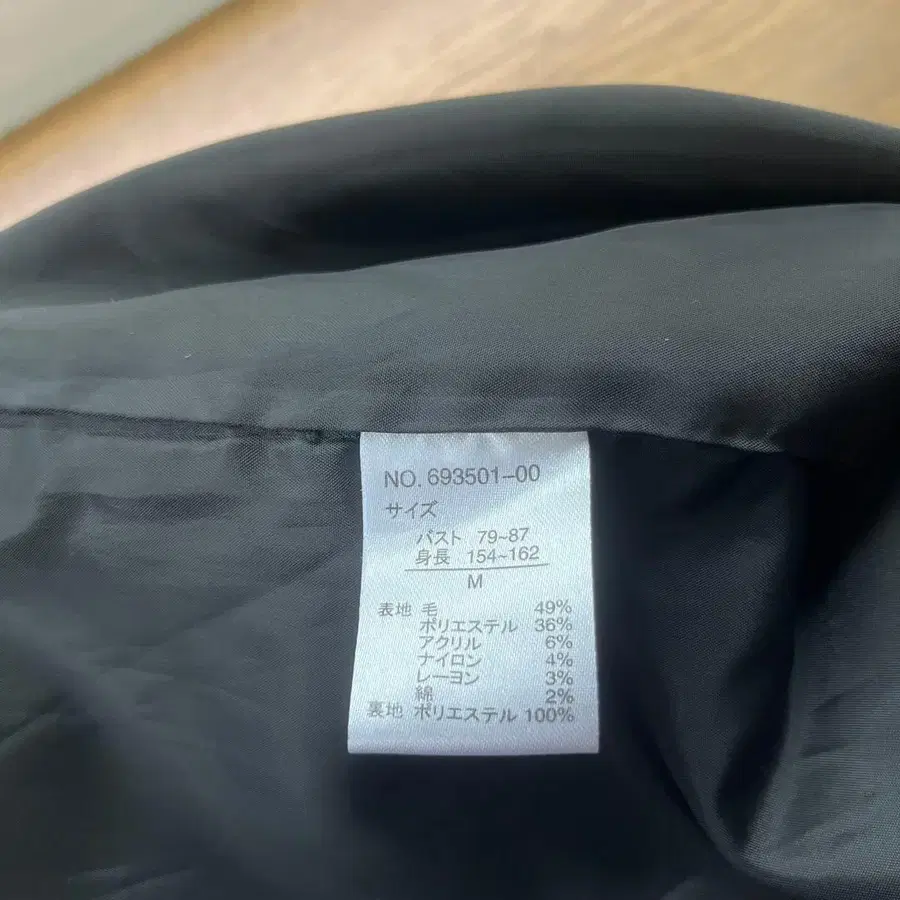 NO. 693501-00
サイズ
バスト 79~87
身長 154~162
M
表地 毛 49%
ポリエステル 36%
アクリル 6%
ナイロン 4%
レーヨン 3%
綿 2%
裏地 ポリエステル 100%